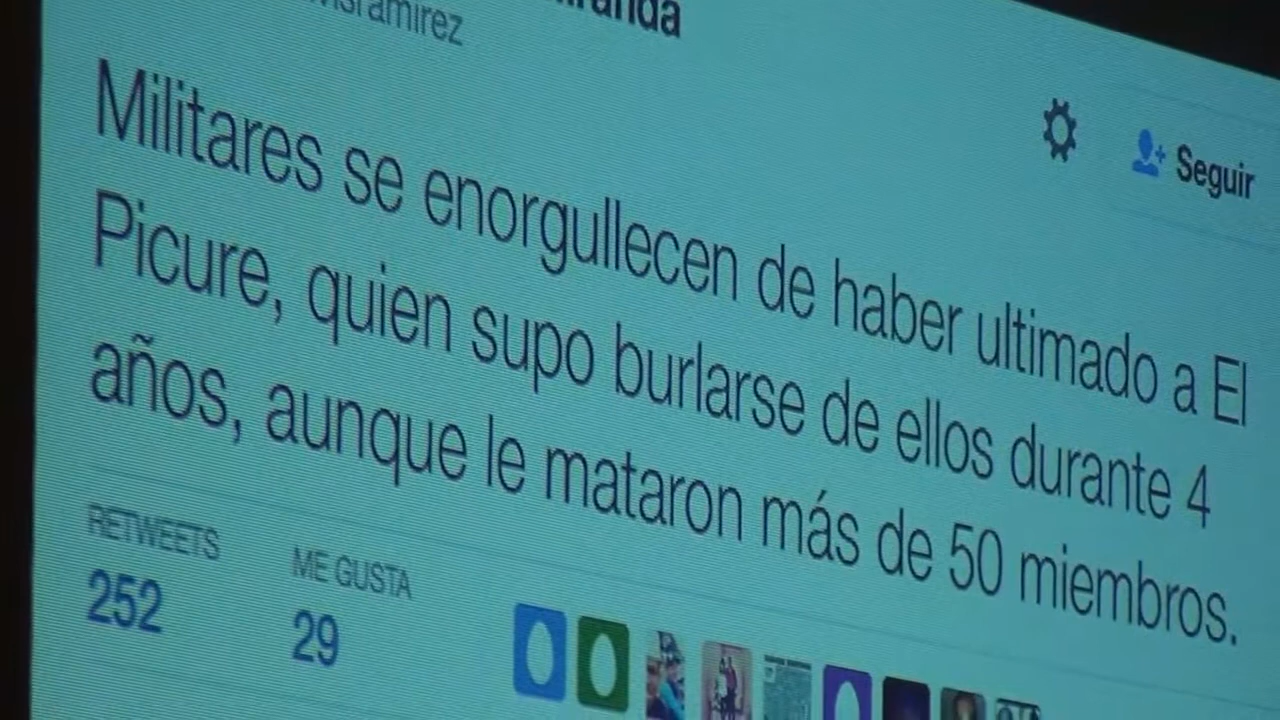 Seguir
Militares se enorgullecen de haber ultimado a El
Picure, quien supo burlarse de ellos durante 4
años, aunque le mataron más de 50 miembros.
RETWEETS ME GUSTA
252 29